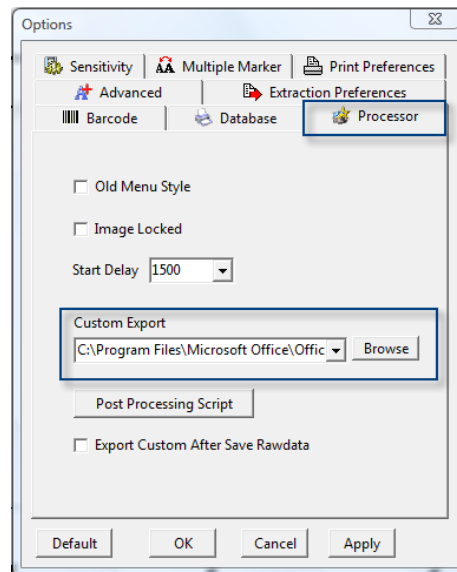 Options
Sensitivity Multiple Marker Print Preferences
Advanced Extraction Preferences
Barcode Database Processor
Old Menu Style
Image Locked
Start Delay 1500
Custom Export
C:\Program Files\Microsoft Office\Offic Browse
Post Processing Script
Export Custom After Save Rawdata
Default OK Cancel Apply